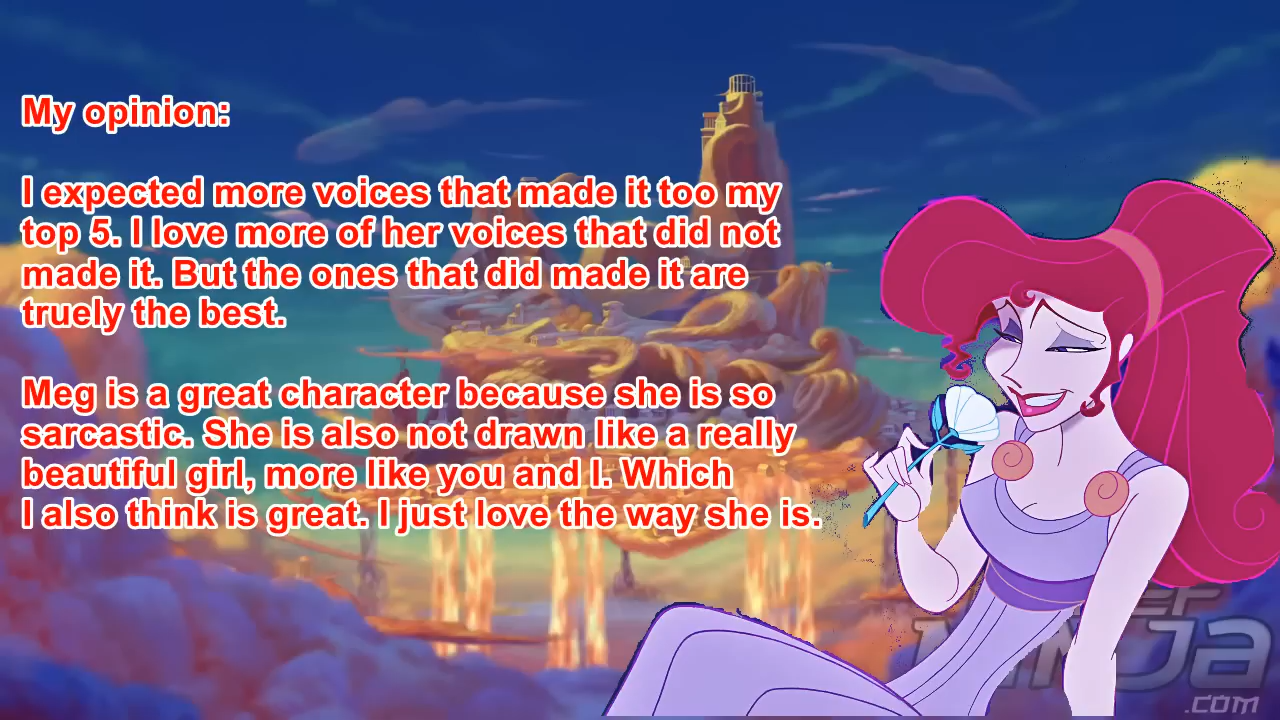 My opinion:
I expected more voices that made it too my
top 5. I love more of her voices that did not
made it. But the ones that did made it are
truely the best.
Meg is a great character because she is so
sarcastic. She is also not drawn like a really
beautiful girl, more like you and I. Which
I also think is great. I just love the way she is.
.com